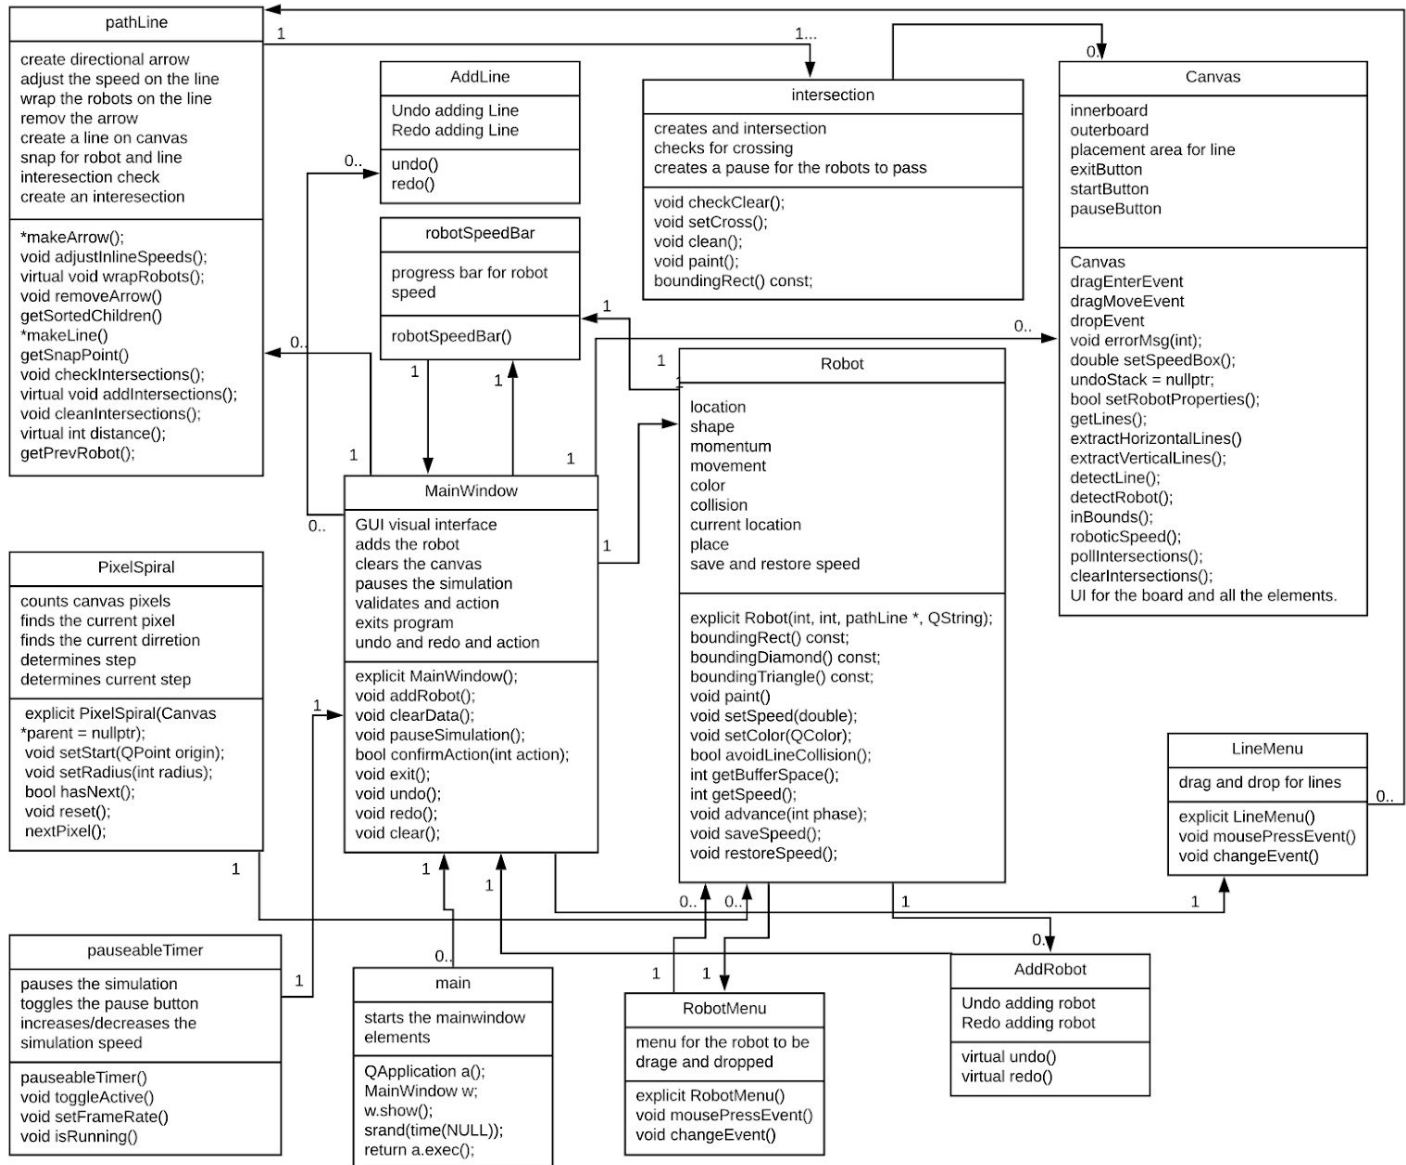 pathLine
create directional arrow
adjust the speed on the line
wrap the robots on the line
remov the arrow
create a line on canvas
snap for robot and line
interesection check
create an interesection
*makeArrow();
void adjustInlineSpeeds();
virtual void wrapRobots();
void removeArrow()
getSortedChildren()
*makeLine()
getSnapPoint()
void checkIntersections();
virtual void addIntersections();
void cleanIntersections();
virtual int distance();
getPrevRobot();
1
1...
0..
AddLine
Undo adding Line
Redo adding Line
undo()
redo()
0..
robotSpeedBar
progress bar for robot
speed
robotSpeedBar()
1
1
1
intersection
creates and intersection
checks for crossing
creates a pause for the robots to pass
void checkClear();
void setCross();
void clean();
void paint();
boundingRect() const;
0.
Canvas
innerboard
outerboard
placement area for line
exitButton
startButton
pauseButton
Canvas
dragEnterEvent
dragMoveEvent
dropEvent
void errorMsg(int);
double setSpeedBox();
undoStack = nullptr;
bool setRobotProperties();
getLines();
extractHorizontalLines()
extractVerticalLines();
detectLine();
detectRobot();
inBounds();
roboticSpeed();
pollIntersections();
clearIntersections();
UI for the board and all the elements.
0..
1
1
Robot
location
shape
momentum
movement
color
collision
current location
place
save and restore speed
explicit Robot(int, int, pathLine *, QString);
boundingRect() const;
boundingDiamond() const;
boundingTriangle() const;
void paint()
void setSpeed(double);
void setColor(QColor);
bool avoidLineCollision();
int getBufferSpace();
int getSpeed();
void advance(int phase);
void saveSpeed();
void restoreSpeed();
1
1
0..
1
MainWindow
GUI visual interface
adds the robot
clears the canvas
pauses the simulation
validates and action
exits program
undo and redo and action
explicit MainWindow();
void addRobot();
void clearData();
void pauseSimulation();
bool confirmAction(int action);
void exit();
void undo();
void redo();
void clear();
PixelSpiral
counts canvas pixels
finds the current pixel
finds the current dirretion
determines step
determines current step
explicit PixelSpiral(Canvas
*parent = nullptr);
void setStart(QPoint origin);
void setRadius(int radius);
bool hasNext();
void reset();
nextPixel();
1
1
LineMenu
drag and drop for lines
explicit LineMenu()
void mousePressEvent()
void changeEvent()
0..
1
1
1
0..
0..
1
pauseableTimer
pauses the simulation
toggles the pause button
increases/decreases the
simulation speed
pauseableTimer()
void toggleActive()
void setFrameRate()
void isRunning()
1
0..
main
starts the mainwindow
elements
QApplication a();
MainWindow w;
w.show();
srand(time(NULL));
return a.exec();
1
1
RobotMenu
menu for the robot to be
drage and dropped
explicit RobotMenu()
void mousePressEvent()
void changeEvent()
0.
AddRobot
Undo adding robot
Redo adding robot
virtual undo()
virtual redo()